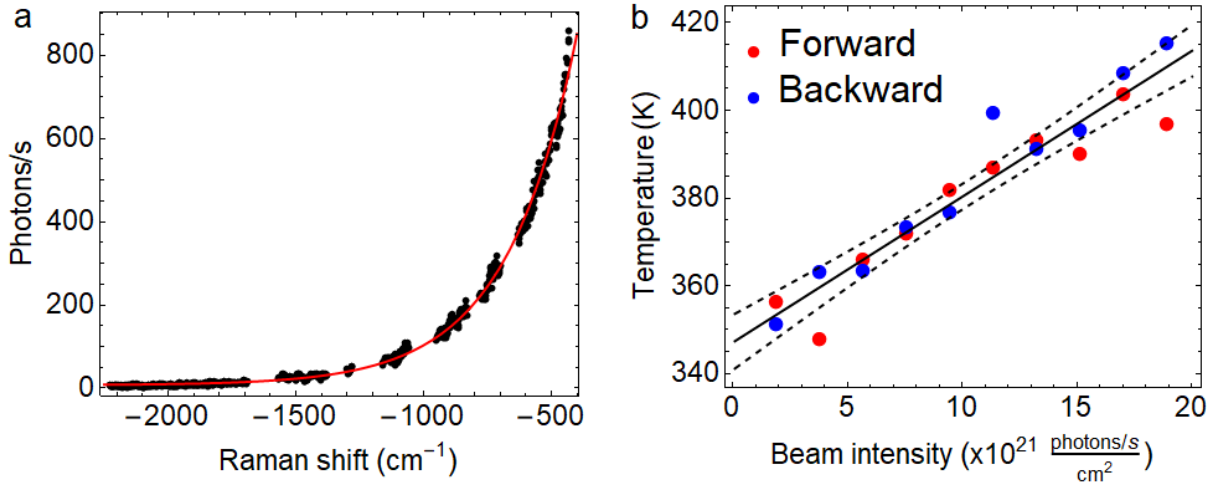 a
800
600
400
200
0
Photons/s
−2000
−1500
−1000
−500
Raman shift (cm⁻¹)
b
Forward
Backward
420
400
380
360
340
Temperature (K)
0
5
10
15
20
Beam intensity (x10²¹ photons/s / cm²)